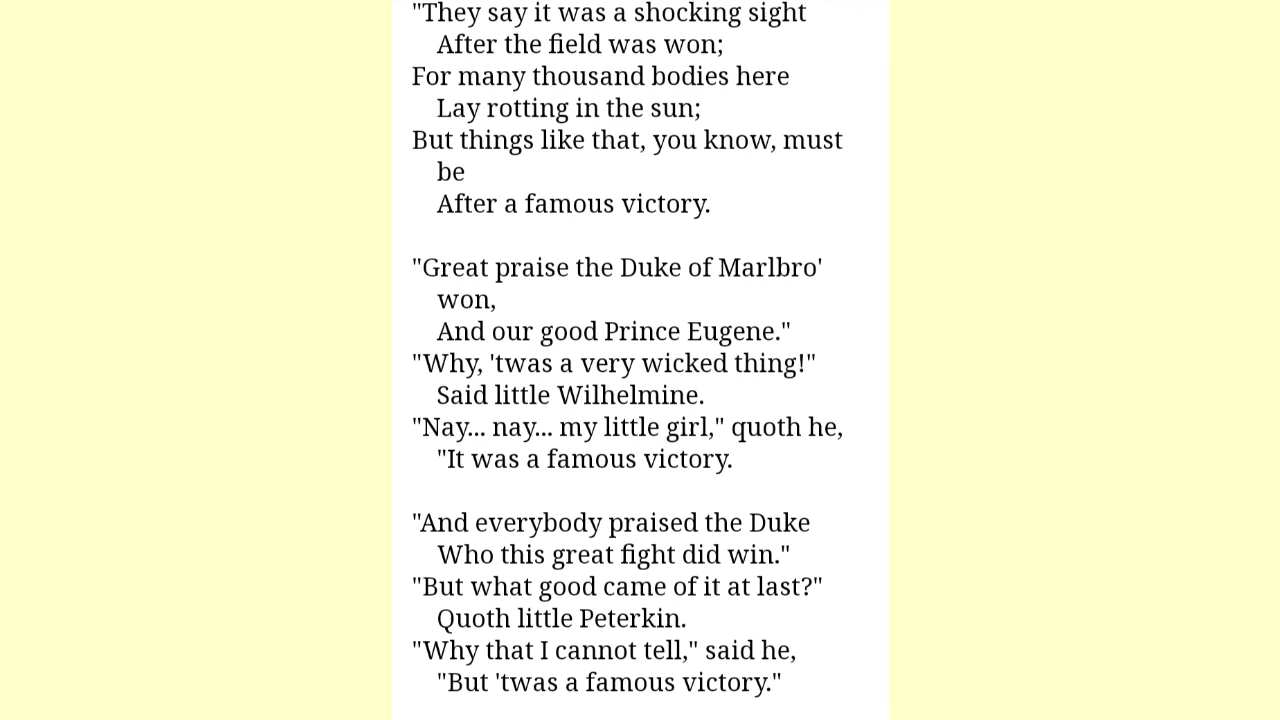 "They say it was a shocking sight
After the field was won;
For many thousand bodies here
Lay rotting in the sun;
But things like that, you know, must
be
After a famous victory.

"Great praise the Duke of Marlbro'
won,
And our good Prince Eugene."
"Why, 'twas a very wicked thing!"
Said little Wilhelmine.
"Nay... nay... my little girl," quoth he,
"It was a famous victory.

"And everybody praised the Duke
Who this great fight did win."
"But what good came of it at last?"
Quoth little Peterkin.
"Why that I cannot tell," said he,
"But 'twas a famous victory."